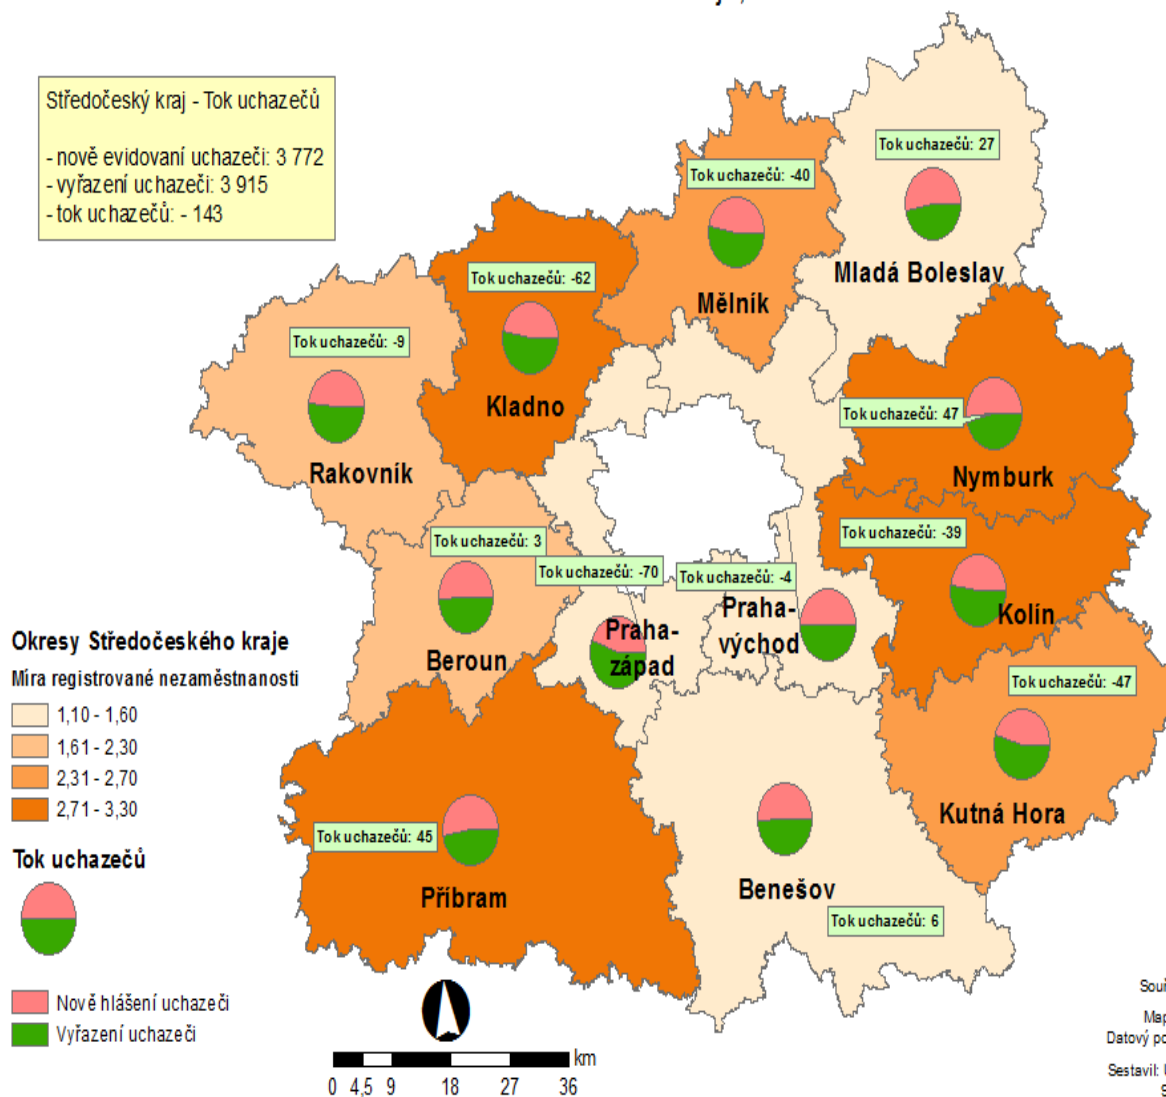 Středočeský kraj - Tok uchazečů
- nově evidovaní uchazeči: 3 772
- vyřazení uchazeči: 3 915
- tok uchazečů: - 143
Tok uchazečů: 27
Mladá Boleslav
Tok uchazečů: -40
Mělník
Tok uchazečů: -62
Kladno
Tok uchazečů: -9
Rakovník
Tok uchazečů: 47
Nymburk
Tok uchazečů: -39
Kolín
Tok uchazečů: 3
Beroun
Tok uchazečů: -70
Praha-
západ
Tok uchazečů: -4
Praha-
východ
Tok uchazečů: -47
Kutná Hora
Tok uchazečů: 45
Příbram
Benešov
Tok uchazečů: 6
Okresy Středočeského kraje
Míra registrované nezaměstnanosti
1,10 - 1,60
1,61 - 2,30
2,31 - 2,70
2,71 - 3,30
Tok uchazečů
Nově hlášení uchazeči
Vyřazení uchazeči
km
0 4,5 9 18 27 36
Datový
Sestavil: